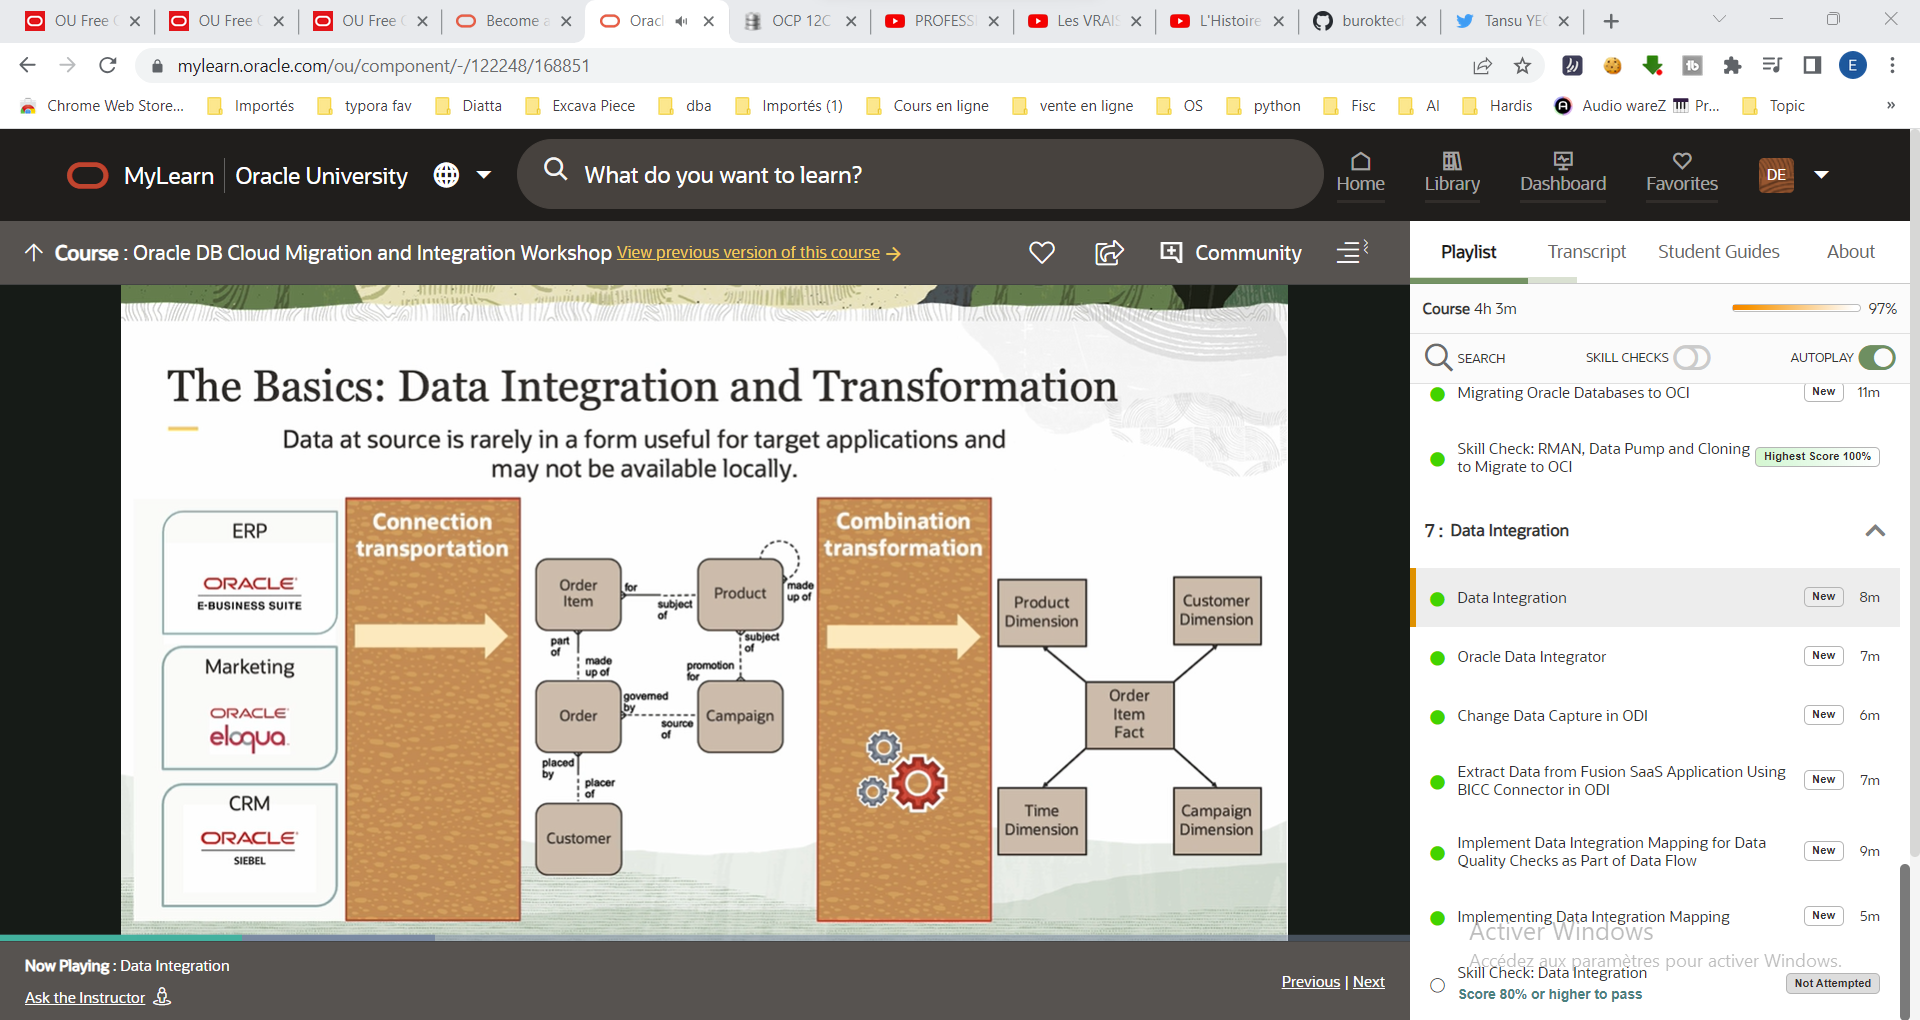 OU Free
OU Free
OU Free
Become a
Orac
OCP 12C
PROFESS
Les VRAI
L'Histoire
buroktec
Tansu YE
mylearn.oracle.com/ou/component/-/122248/168851
E
Chrome Web Store...
Importés
typora fav
Diatta
Excava Piece
dba
Importés (1)
Cours en ligne
vente en ligne
OS
python
Fisc
AI
Hardis
Audio wareZ
Pr...
Topic
»
MyLearn
Oracle University
What do you want to learn?
Home
Library
Dashboard
Favorites
DE
Course : Oracle DB Cloud Migration and Integration Workshop View previous version of this course
Community
Playlist
Transcript
Student Guides
About
Course 4h 3m
97%
SEARCH
SKILL CHECKS
AUTOPLAY
The Basics: Data Integration and Transformation
Data at source is rarely in a form useful for target applications and
may not be available locally.
ERP
ORACLE
E-BUSINESS SUITE
Marketing
ORACLE
eloqua
CRM
ORACLE
SIEBEL
Connection
transportation
Order
Item
for
subject
of
Product
made
up of
part
of
made
up of
subject
of
promotion
for
Order
governed
by
source
of
Campaign
placed
by
placer
of
Customer
Combination
transformation
Product
Dimension
Customer
Dimension
Order
Item
Fact
Time
Dimension
Campaign
Dimension
Migrating Oracle Databases to OCI
New
11m
Skill Check: RMAN, Data Pump and Cloning
to Migrate to OCI
Highest Score 100%
7 : Data Integration
Data Integration
New
8m
Oracle Data Integrator
New
7m
Change Data Capture in ODI
New
6m
Extract Data from Fusion SaaS Application Using
BICC Connector in ODI
New
7m
Implement Data Integration Mapping for Data
Quality Checks as Part of Data Flow
New
9m
Implementing Data Integration Mapping
New
5m
Activer Windows
Accédez aux paramètres pour activer Windows.
Skill Check: Data Integration
Score 80% or higher to pass
Not Attempted
Now Playing : Data Integration
Ask the Instructor
Previous | Next